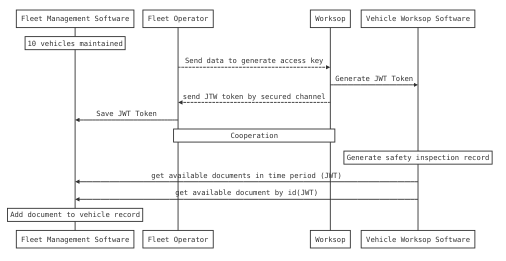 Fleet Management Software
Fleet Operator
Worksop
Vehicle Worksop Software
10 vehicles maintained
Send data to generate access key
Generate JWT Token
send JTW token by secured channel
Save JWT Token
Cooperation
Generate safety inspection record
get available documents in time period (JWT)
get available document by id(JWT)
Add document to vehicle record
Fleet Management Software
Fleet Operator
Worksop
Vehicle Worksop Software